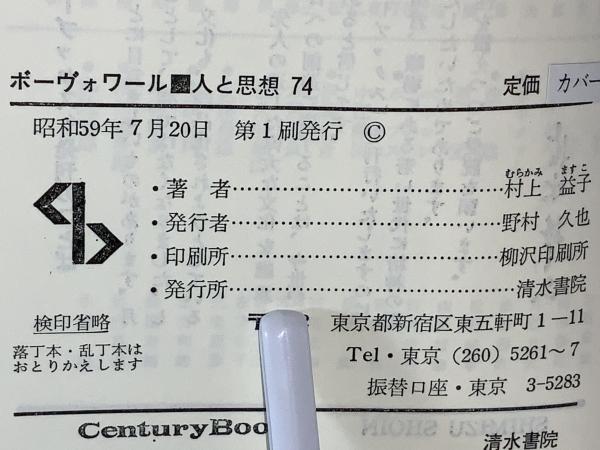 ボーヴォワール■人と思想 74 定価 カバー
昭和59年7月20日 第1刷発行 ©
・著者………村上 益子
むらかみ ますこ
・発行者………野村 久也
・印刷所………柳沢印刷所
・発行所………清水書院
検印省略
落丁本・乱丁本は
おとりかえします
東京都新宿区東五軒町1−11
Tel・東京 (260) 5261〜7
振替口座・東京 3-5283
CenturyBoo
清水書院
SHIMIZU SHOIN